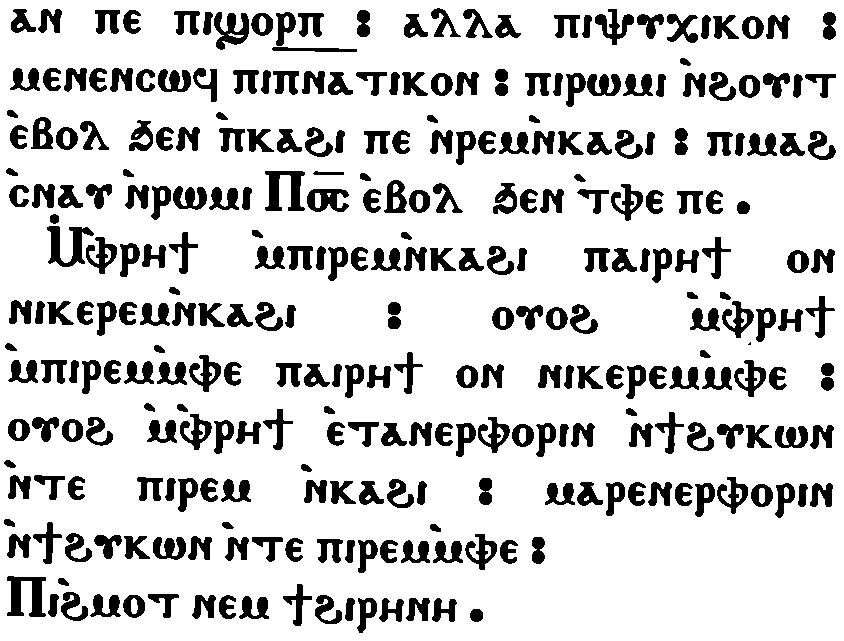 ⲁⲛ ⲡⲉ ⲡⲓϣⲟⲣⲡ : ⲁⲗⲗⲁ ⲡⲓⲯⲩⲭⲓⲕⲟⲛ :
ⲙⲉⲛⲉⲛⲥⲱϥ ⲡⲓⲡⲛⲁⲧⲓⲕⲟⲛ : ⲡⲓⲣⲱⲙⲓ ⲛ̀ϩⲟⲩⲓⲧ
ⲉ̀ⲃⲟⲗ ϧⲉⲛ ⲡ̀ⲕⲁϩⲓ ⲡⲉ ⲛ̀ⲣⲉⲙⲛ̀ⲕⲁϩⲓ : ⲡⲓⲙⲁϩ
ⲥ̀ⲛⲁⲩ ⲛ̀ⲣⲱⲙⲓ Ⲡⲟ̅ⲥ̅ ⲉ̀ⲃⲟⲗ ϧⲉⲛ ⲧ̀ⲫⲉ ⲡⲉ .
Ⲙ̀ⲫⲣⲏϯ ⲙ̀ⲡⲓⲣⲉⲙⲛ̀ⲕⲁϩⲓ ⲡⲁⲓⲣⲏϯ ⲟⲛ
ⲛⲓⲕⲉⲣⲉⲙⲛ̀ⲕⲁϩⲓ : ⲟⲩⲟϩ ⲙ̀ⲫ̀ⲣⲏϯ
ⲙ̀ⲡⲓⲣⲉⲙⲙ̀ⲫⲉ ⲡⲁⲓⲣⲏϯ ⲟⲛ ⲛⲓⲕⲉⲣⲉⲙⲙ̀ⲫⲉ :
ⲟⲩⲟϩ ⲙ̀ⲫ̀ⲣⲏϯ ⲉ̀ⲧⲁⲛⲉⲣⲫⲟⲣⲓⲛ ⲛ̀ϯϩⲩⲕⲱⲛ
ⲛ̀ⲧⲉ ⲡⲓⲣⲉⲙ ⲛ̀ⲕⲁϩⲓ : ⲙⲁⲣⲉⲛⲉⲣⲫⲟⲣⲓⲛ
ⲛ̀ϯϩⲩⲕⲱⲛ ⲛ̀ⲧⲉ ⲡⲓⲣⲉⲙⲙ̀ⲫⲉ :
Ⲡⲓϩ̀ⲙⲟⲧ ⲛⲉⲙ ϯϩⲓⲣⲏⲛⲏ .